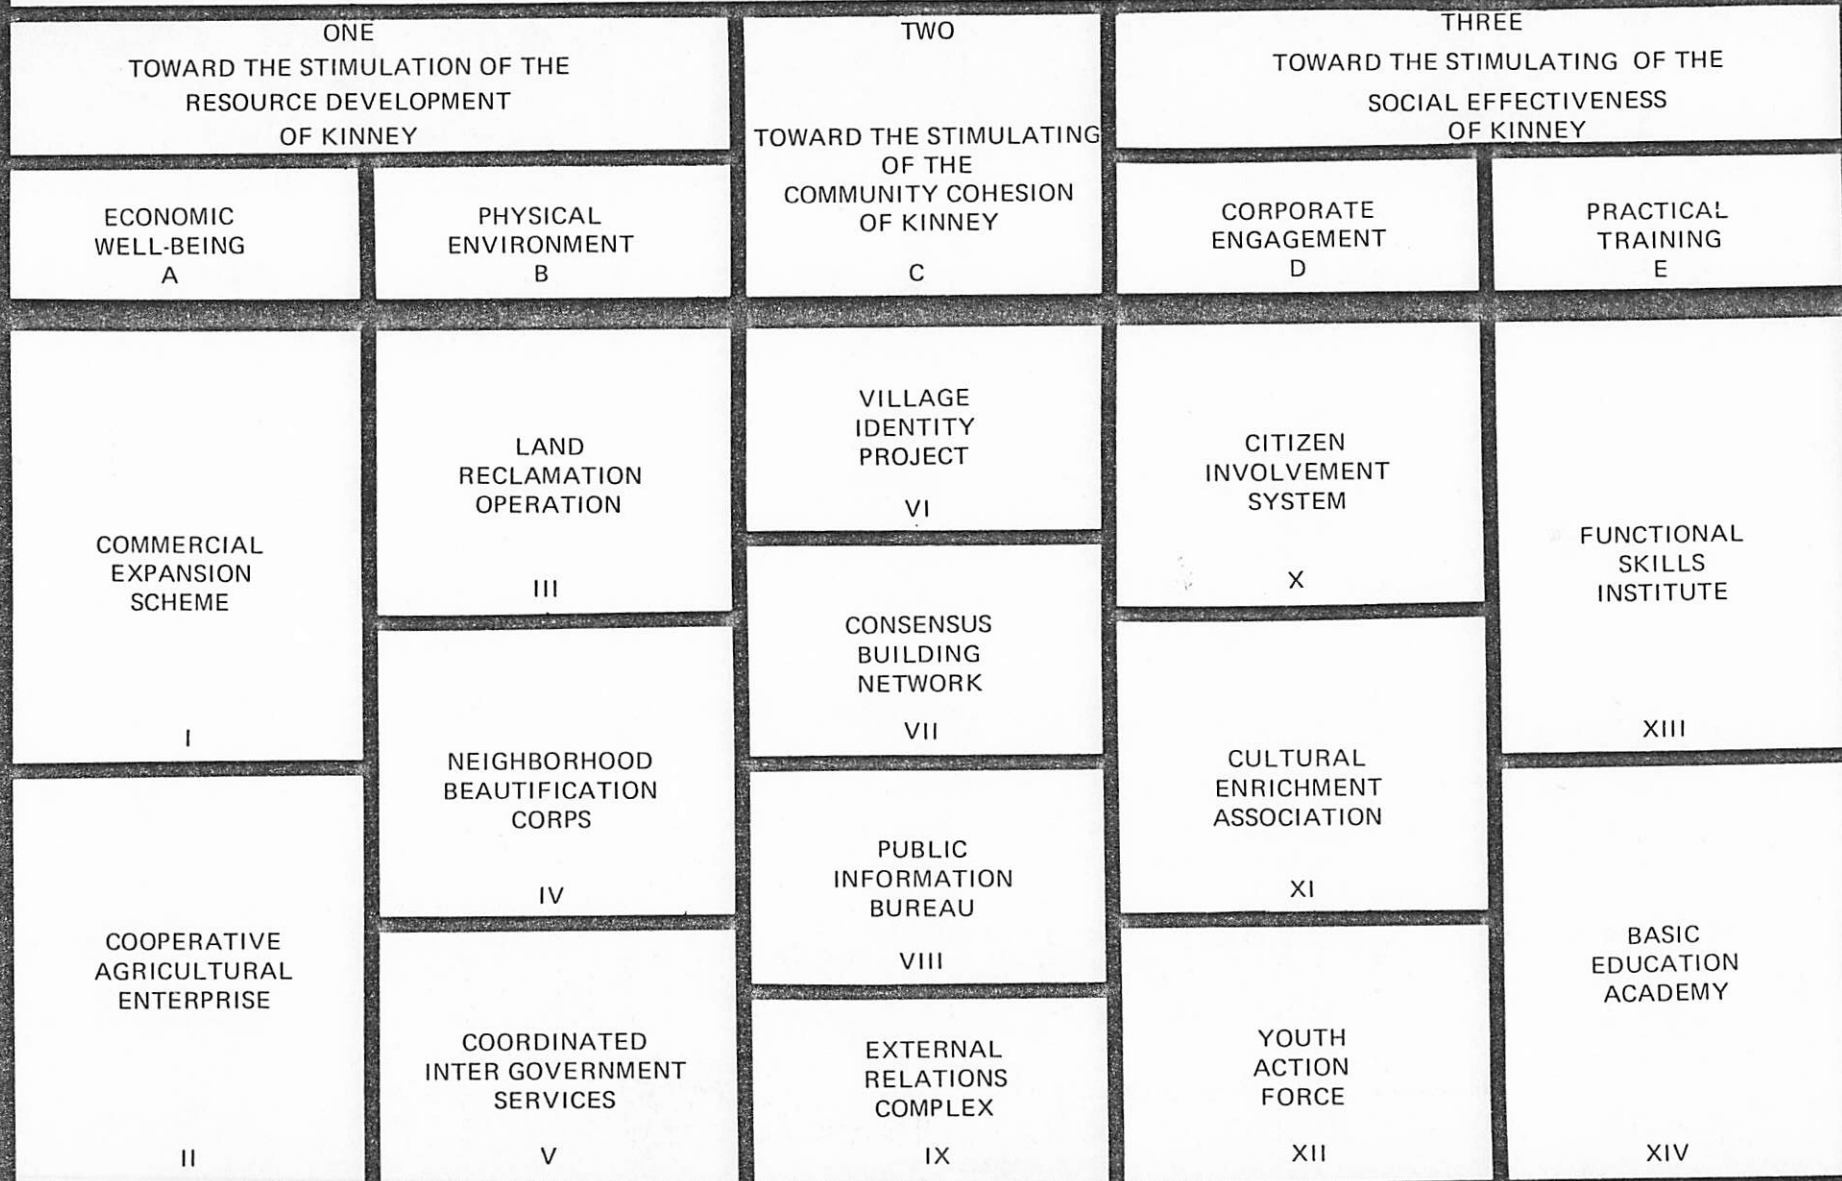 ONE
TOWARD THE STIMULATION OF THE
RESOURCE DEVELOPMENT
OF KINNEY
TWO
TOWARD THE STIMULATING
OF THE
COMMUNITY COHESION
OF KINNEY
C
THREE
TOWARD THE STIMULATING OF THE
SOCIAL EFFECTIVENESS
OF KINNEY
ECONOMIC
WELL-BEING
A
PHYSICAL
ENVIRONMENT
B
CORPORATE
ENGAGEMENT
D
PRACTICAL
TRAINING
E
COMMERCIAL
EXPANSION
SCHEME
I
COOPERATIVE
AGRICULTURAL
ENTERPRISE
II
LAND
RECLAMATION
OPERATION
III
NEIGHBORHOOD
BEAUTIFICATION
CORPS
IV
COORDINATED
INTER GOVERNMENT
SERVICES
V
VILLAGE
IDENTITY
PROJECT
VI
CONSENSUS
BUILDING
NETWORK
VII
PUBLIC
INFORMATION
BUREAU
VIII
EXTERNAL
RELATIONS
COMPLEX
IX
CITIZEN
INVOLVEMENT
SYSTEM
X
CULTURAL
ENRICHMENT
ASSOCIATION
XI
YOUTH
ACTION
FORCE
XII
FUNCTIONAL
SKILLS
INSTITUTE
XIII
BASIC
EDUCATION
ACADEMY
XIV